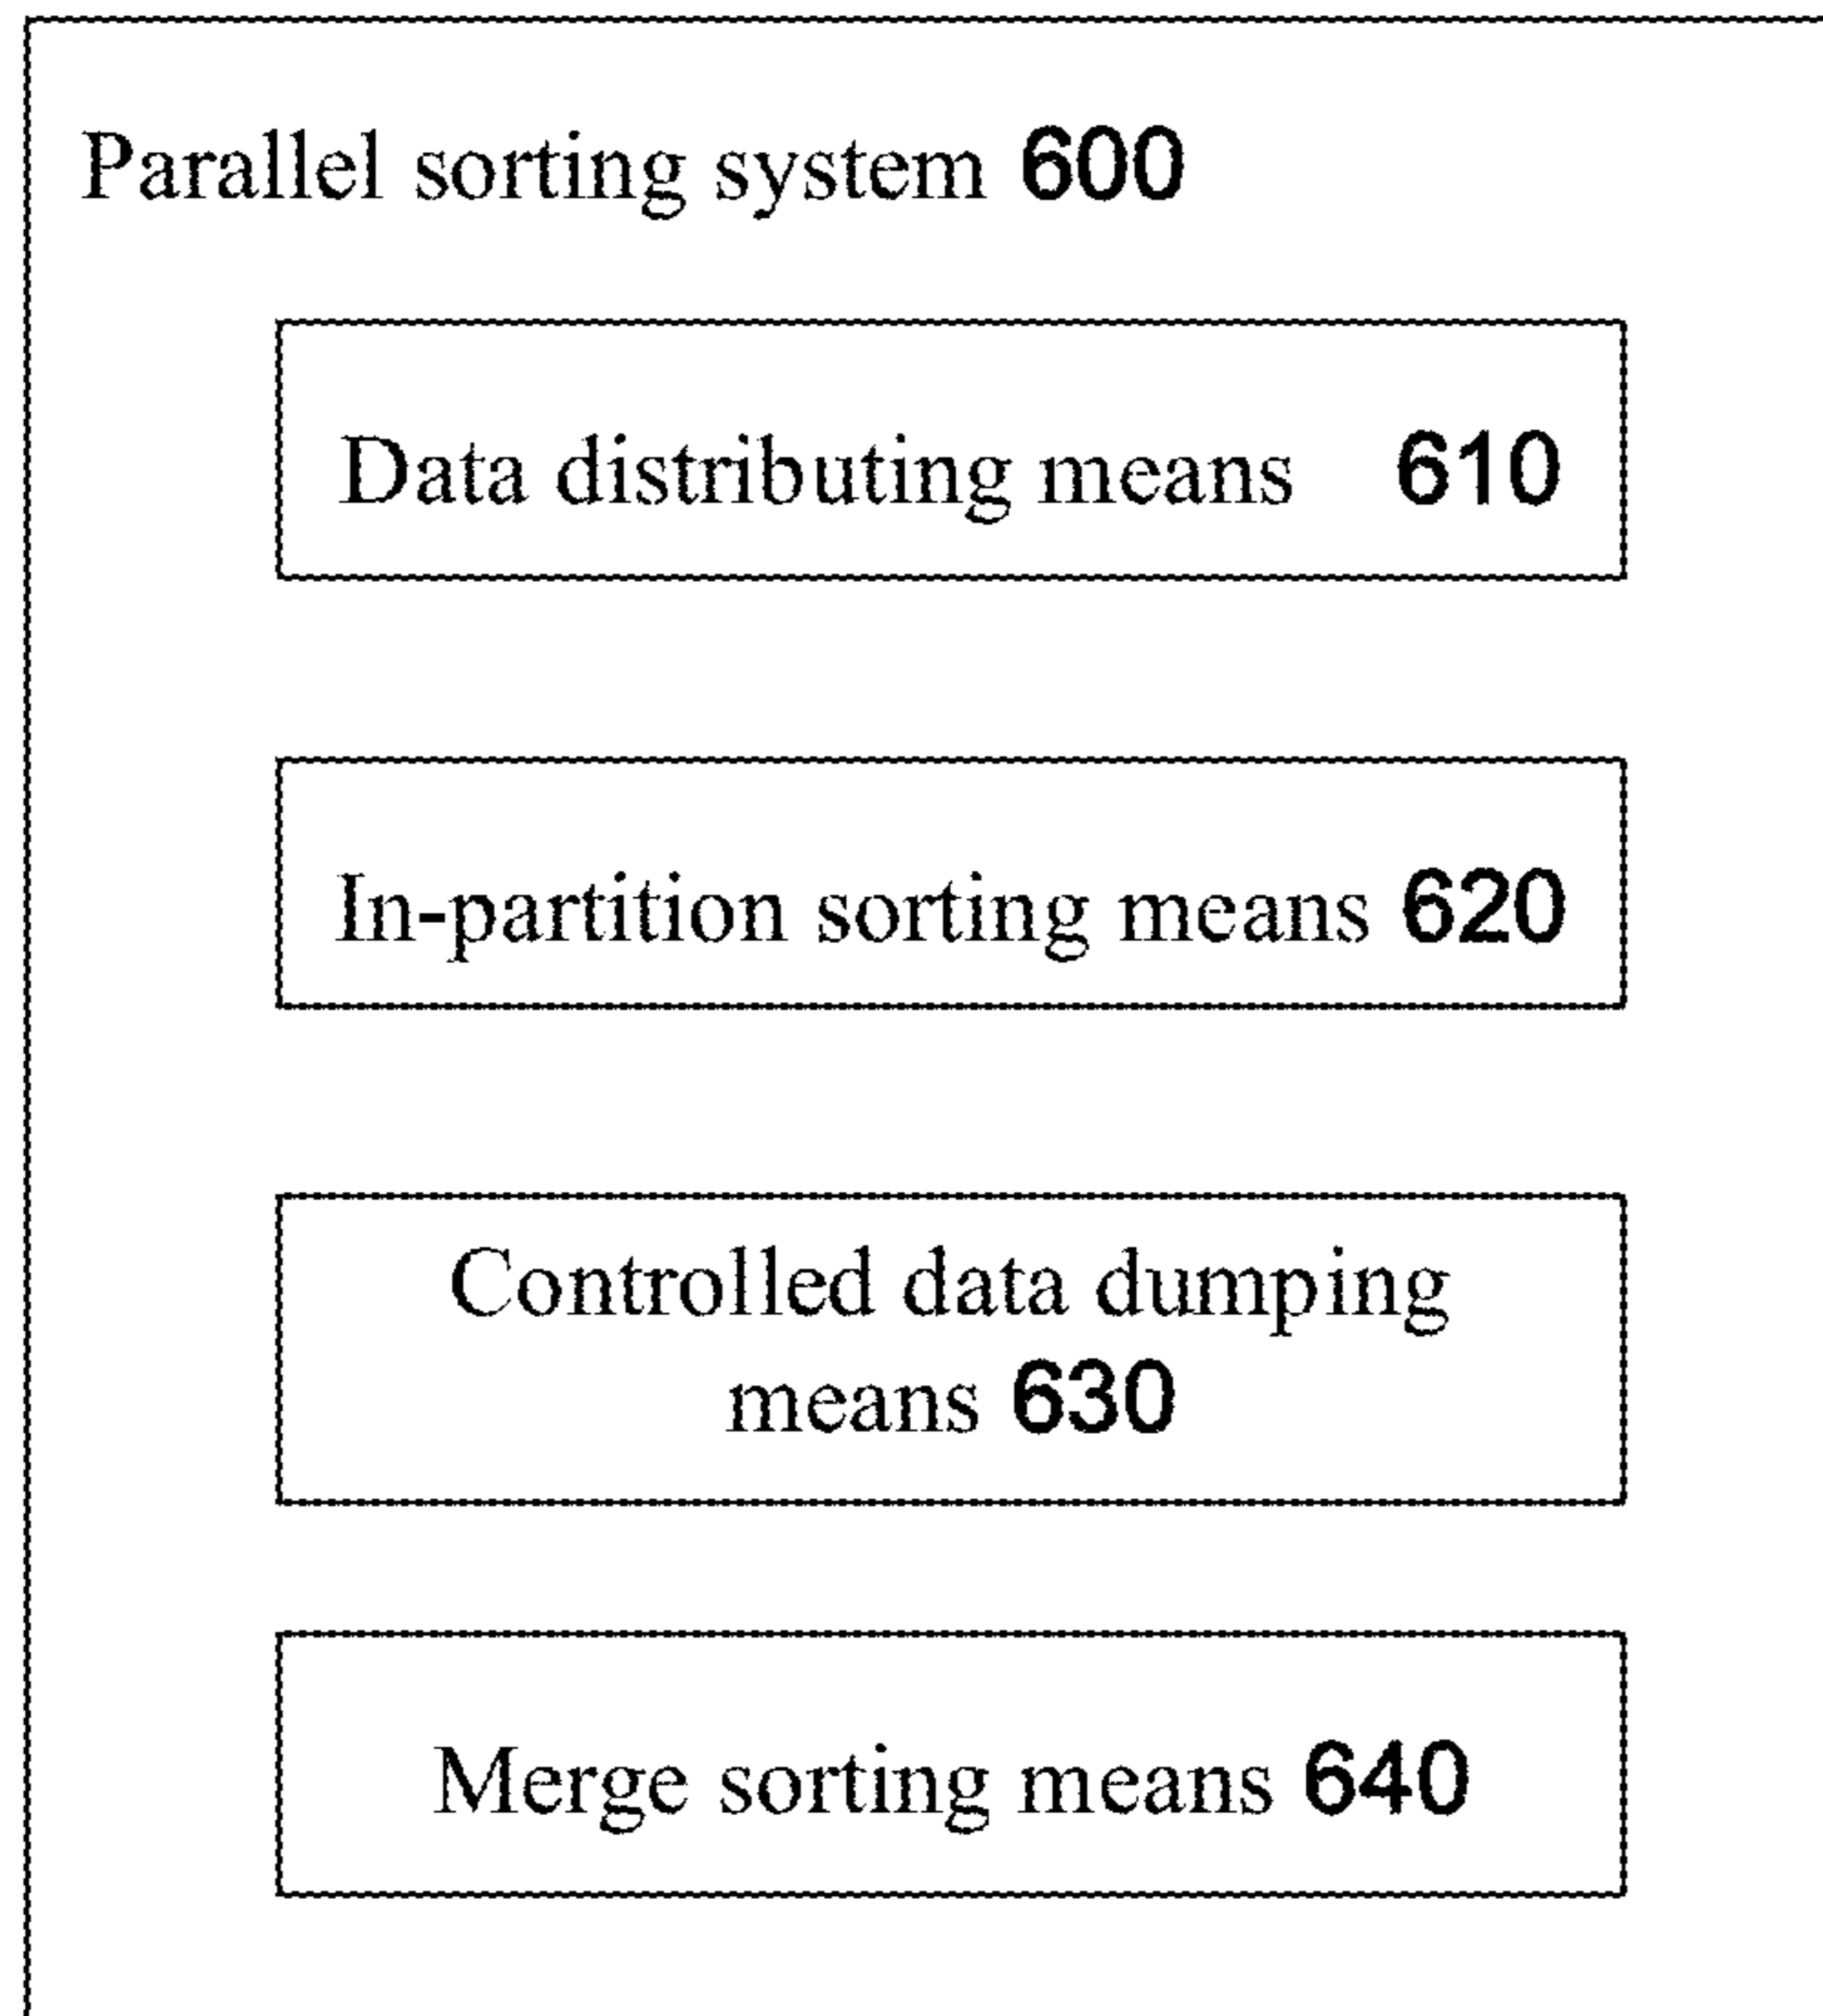 Parallel sorting system 600
Data distributing means 610
In-partition sorting means 620
Controlled data dumping
means 630
Merge sorting means 640